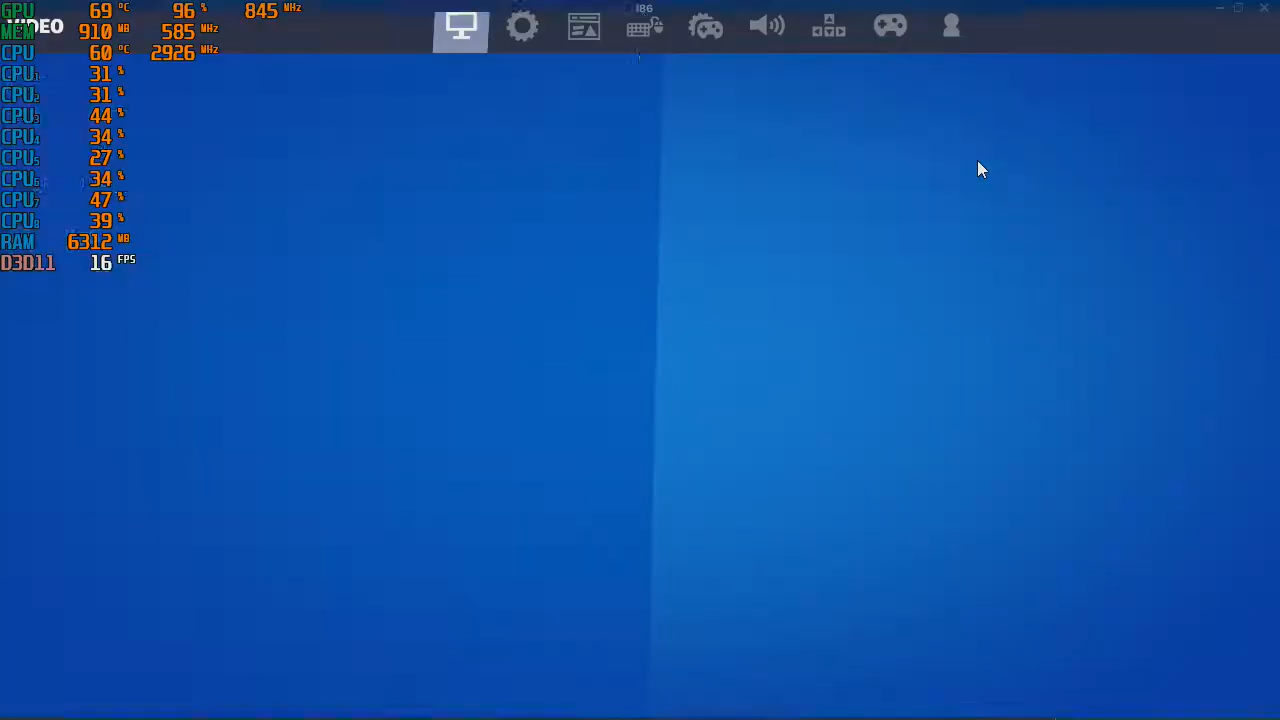 GPU 69 °C 96 % 845 MHz
VIDEO
MEM 910 MB 585 MHz
CPU 60 °C 2926 MHz
CPU1 31 %
CPU2 31 %
CPU3 44 %
CPU4 34 %
CPU5 27 %
CPU6 34 %
CPU7 47 %
CPU8 39 %
RAM 6312 MB
D3D11 16 FPS